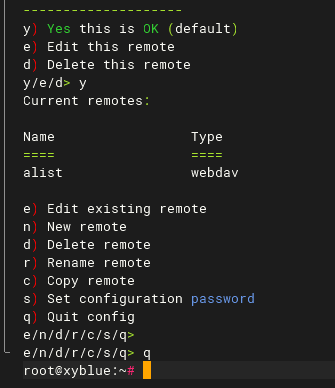 --------------------
y) Yes this is OK (default)
e) Edit this remote
d) Delete this remote
y/e/d> y
Current remotes:
Name                 Type
====                 ====
alist                webdav
e) Edit existing remote
n) New remote
d) Delete remote
r) Rename remote
c) Copy remote
s) Set configuration password
q) Quit config
e/n/d/r/c/s/q>
e/n/d/r/c/s/q> q
root@xyblue:~#